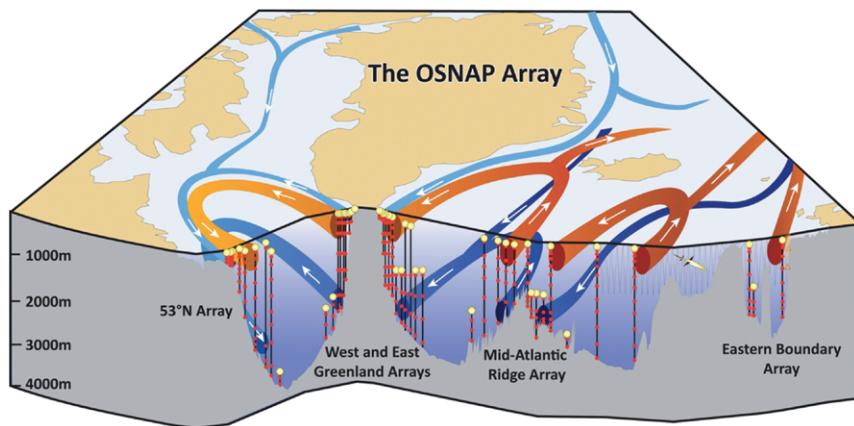 The OSNAP Array
1000m
2000m
3000m
4000m
53°N Array
West and East
Greenland Arrays
Mid-Atlantic
Ridge Array
Eastern Boundary
Array